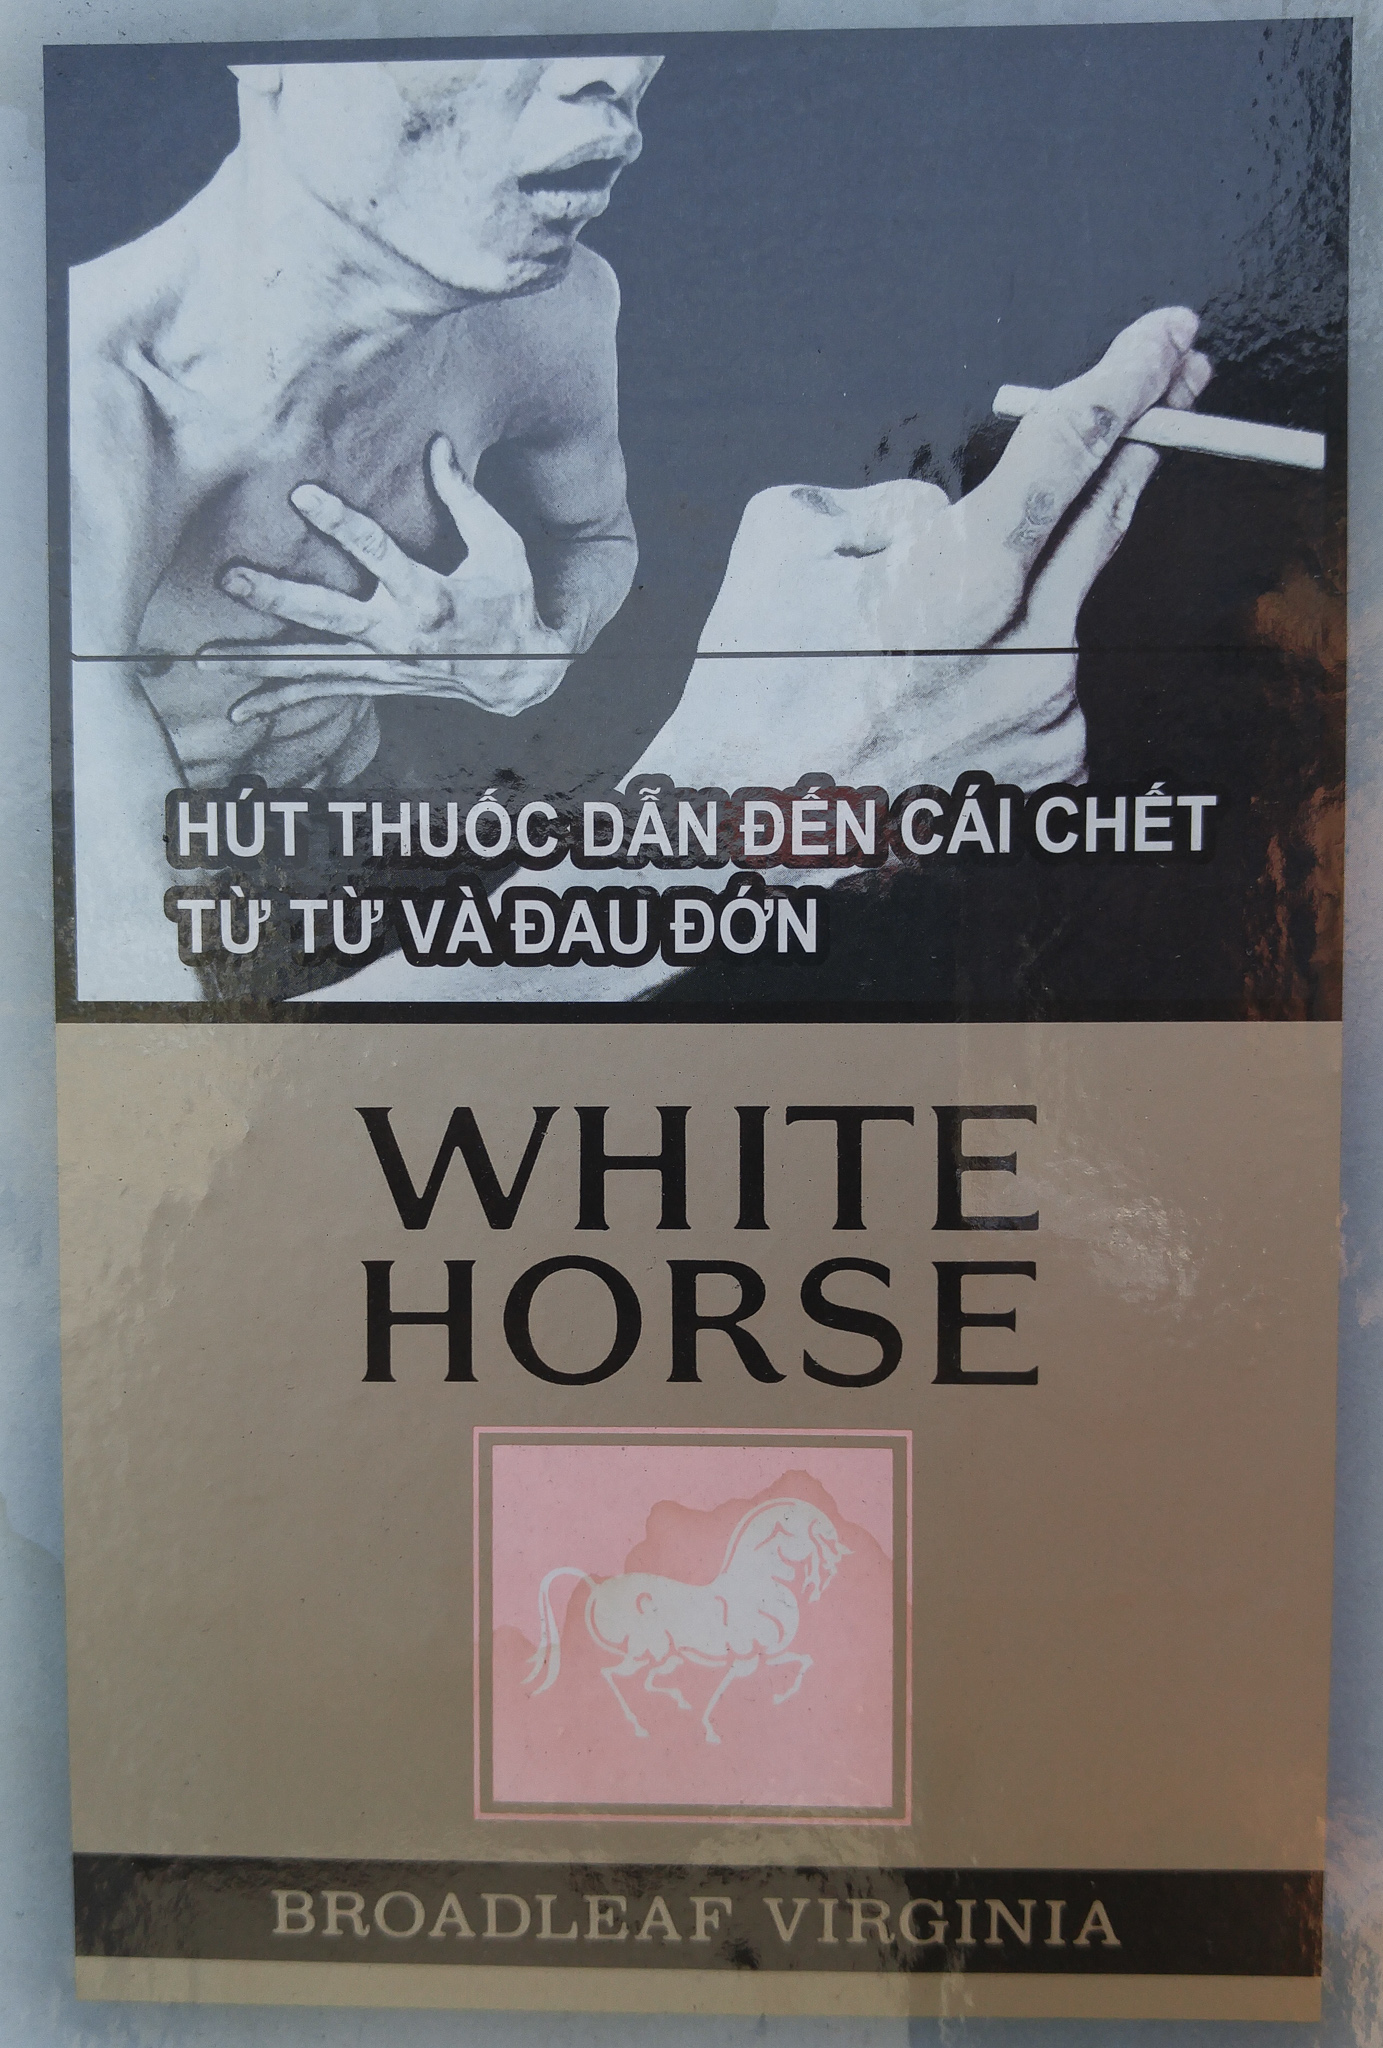 HÚT THUỐC DẪN ĐẾN CÁI CHẾT
TỪ TỪ VÀ ĐAU ĐỚN
WHITE
HORSE
BROADLEAF VIRGINIA